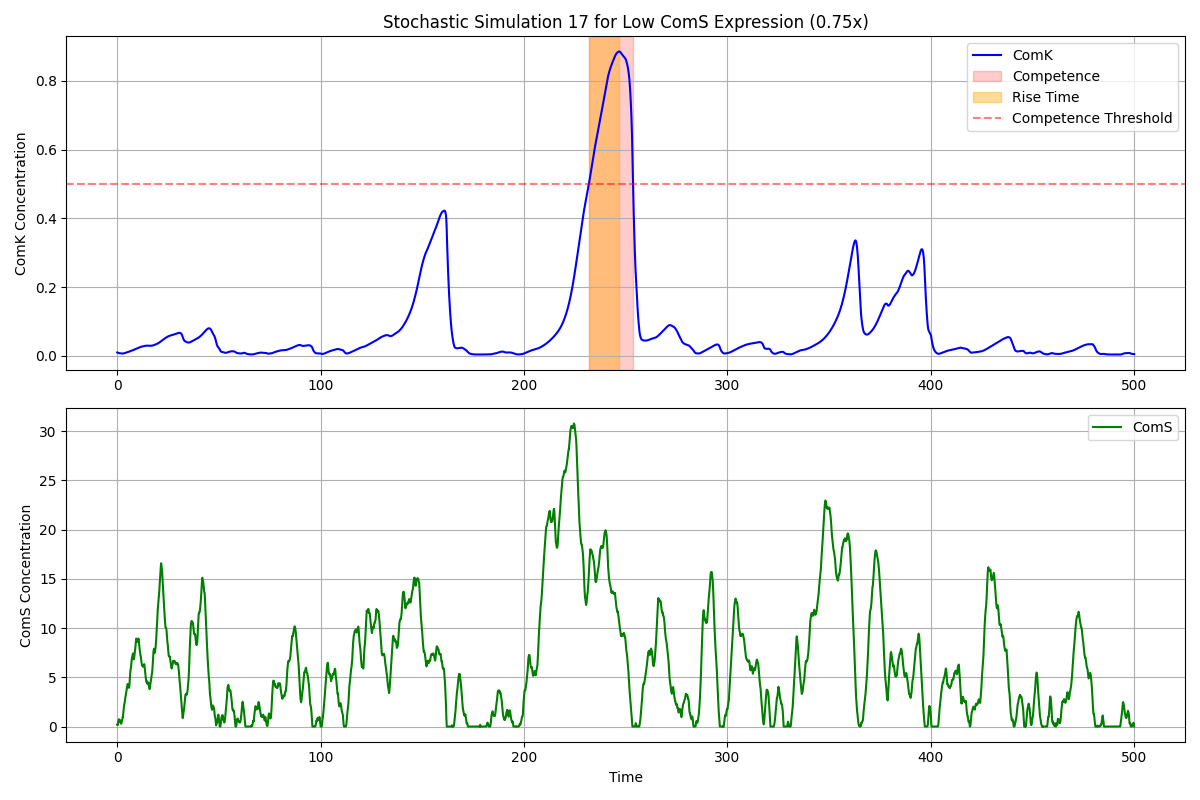 Stochastic Simulation 17 for Low ComS Expression (0.75x)
ComK Concentration
0.8
0.6
0.4
0.2
0.0
ComK
Competence
Rise Time
Competence Threshold
0 100 200 300 400 500
ComS Concentration
30
25
20
15
10
5
0
ComS
0 100 200 300 400 500
Time